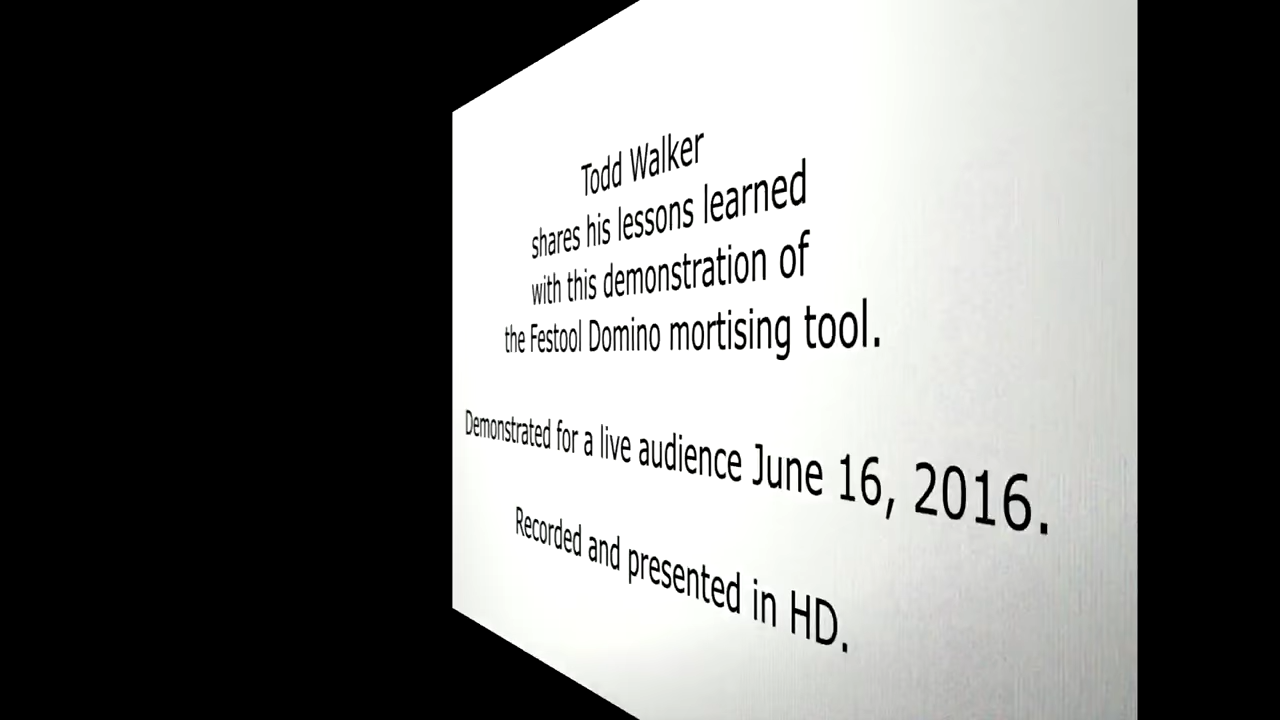 Todd Walker
shares his lessons learned
with this demonstration of
the Festool Domino mortising tool.
Demonstrated for a live audience June 16, 2016.
Recorded and presented in HD.